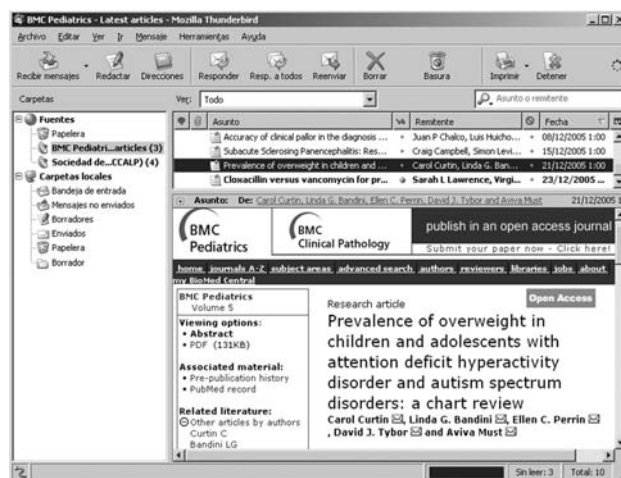 BMC Pediatrics - Latest articles - Mozilla Thunderbird
Archivo Editar Ver Ir Mensaje Herramientas Ayuda
Recibir mensajes Redactar Direcciones Responder Resp. a todos Reenviar Borrar Basura Imprimir Detener
Carpetas Ver: Todo Asunto o remitente
Asunto Remitente Fecha
Fuentes
Papelera
BMC Pediatri...articles (3)
Sociedad de...CCALP) (4)
Carpetas locales
Bandeja de entrada
Mensajes no enviados
Borradores
Enviados
Papelera
Borrador
Accuracy of clinical pallor in the diagnosis ... Juan P Chalco, Luis Huicho... 08/12/2005 1:00
Subacute Sclerosing Panencephalitis: Res... Craig Campbell, Simon Levi... 15/12/2005 1:00
Prevalence of overweight in children and ... Carol Curtin, Linda G. Ban... 21/12/2005 1:00
Cloxacillin versus vancomycin for pr... Sarah L Lawrence, Virgi... 23/12/2005 ...
Asunto: De: Carol Curtin, Linda G. Bandini, Ellen C. Perrin, David J. Tybor and Aviva Must 21/12/2005
BMC
Pediatrics
BMC
Clinical Pathology
publish in an open access journal
Submit your paper now - Click here!
home journals A-Z subject areas advanced search authors reviewers libraries jobs about
my BioMed Central
BMC Pediatrics
Volume 5
Viewing options:
• Abstract
• PDF (131KB)
Associated material:
• Pre-publication history
• PubMed record
Related literature:
Other articles by authors
Curtin C
Bandini LG
Open Access
Research article
Prevalence of overweight in
children and adolescents with
attention deficit hyperactivity
disorder and autism spectrum
disorders: a chart review
Carol Curtin, Linda G. Bandini, Ellen C. Perrin
, David J. Tybor and Aviva Must
Sin leer: 3 Total: 10